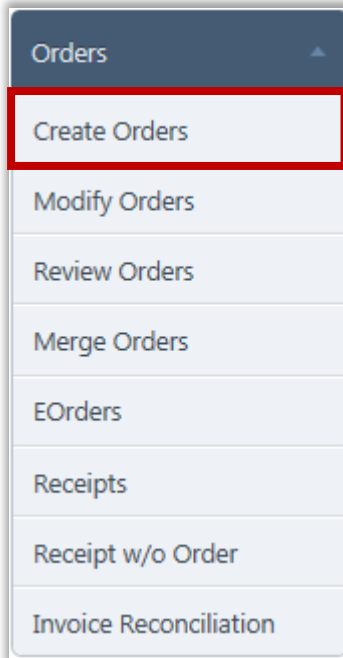 Orders
Create Orders
Modify Orders
Review Orders
Merge Orders
EOrders
Receipts
Receipt w/o Order
Invoice Reconciliation